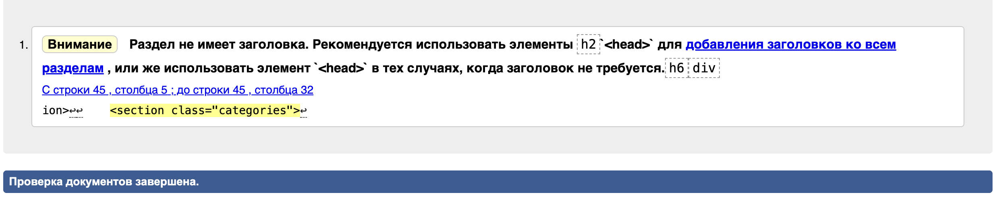 1. Внимание Раздел не имеет заголовка. Рекомендуется использовать элементы h2`<head>` для добавления заголовков ко всем
разделам , или же использовать элемент `<head>` в тех случаях, когда заголовок не требуется.h6 div
С строки 45 , столбца 5 ; до строки 45 , столбца 32
ion>↩↩    <section class="categories">↩
Проверка документов завершена.